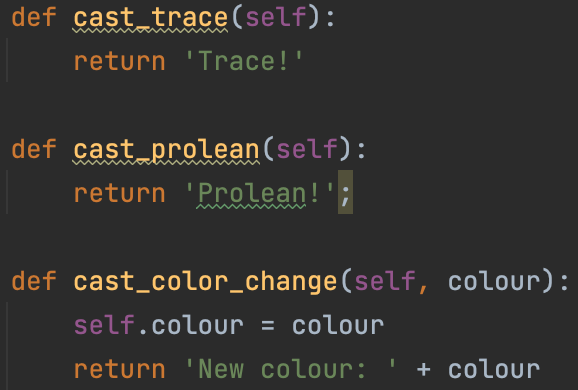 def cast_trace(self):
    return 'Trace!'
def cast_prolean(self):
    return 'Prolean!';
def cast_color_change(self, colour):
    self.colour = colour
    return 'New colour: ' + colour